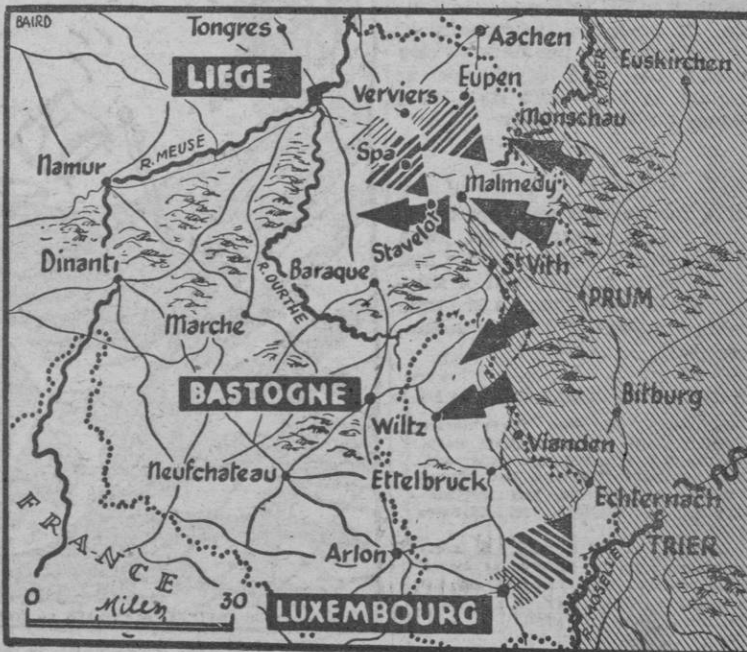 BAIRD
Tongres
Aachen
LIEGE
Eupen
Euskirchen
R. ROER
Verviers
Monschau
R. MEUSE
Spa
Namur
Malmedy
Stavelot
Dinant
St Vith
R. OURTHE
Baraque
PRUM
Marche
BASTOGNE
Bitburg
Wiltz
Vianden
Neufchateau
Ettelbruck
Echternach
FRANCE
Arlon
TRIER
R. MOSELLE
0 Miles 30
LUXEMBOURG